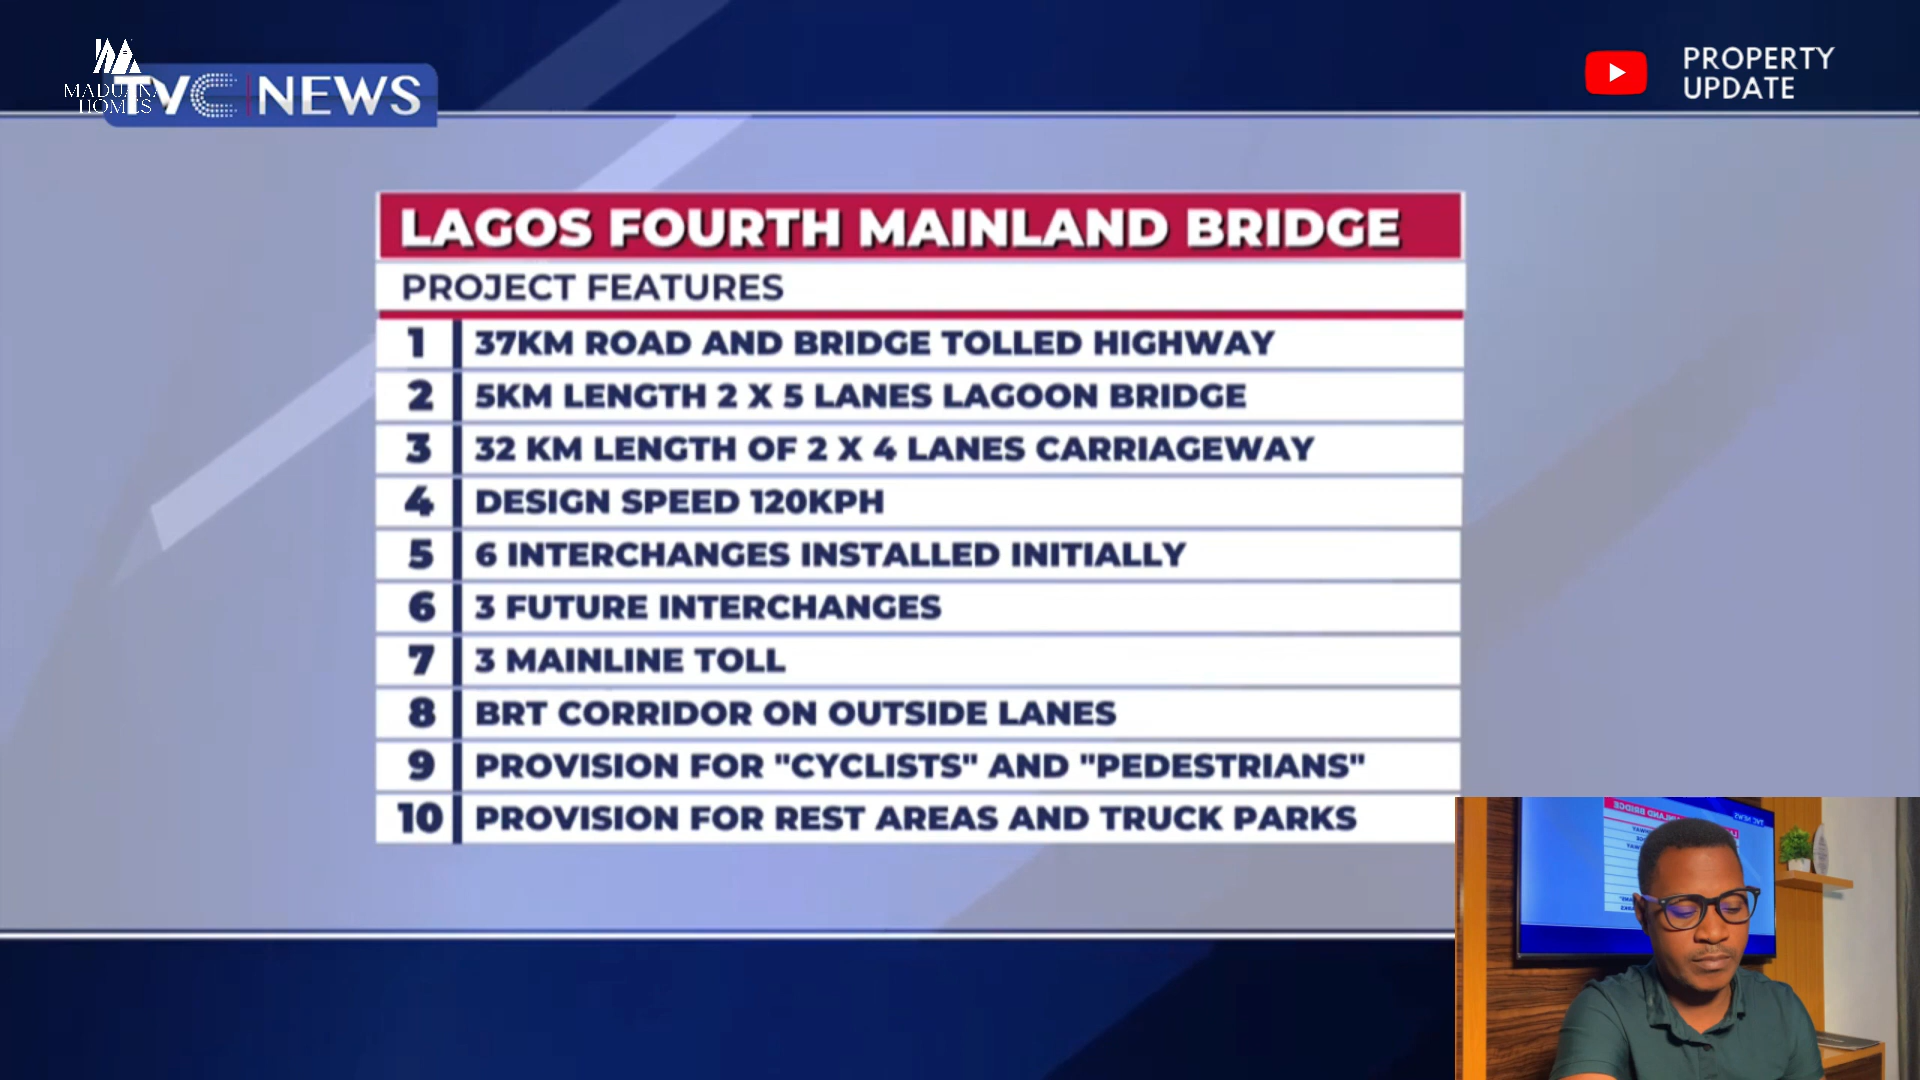 MADUANA
HOMES
TVC NEWS
PROPERTY
UPDATE
LAGOS FOURTH MAINLAND BRIDGE
PROJECT FEATURES
1 37KM ROAD AND BRIDGE TOLLED HIGHWAY
2 5KM LENGTH 2 X 5 LANES LAGOON BRIDGE
3 32 KM LENGTH OF 2 X 4 LANES CARRIAGEWAY
4 DESIGN SPEED 120KPH
5 6 INTERCHANGES INSTALLED INITIALLY
6 3 FUTURE INTERCHANGES
7 3 MAINLINE TOLL
8 BRT CORRIDOR ON OUTSIDE LANES
9 PROVISION FOR "CYCLISTS" AND "PEDESTRIANS"
10 PROVISION FOR REST AREAS AND TRUCK PARKS